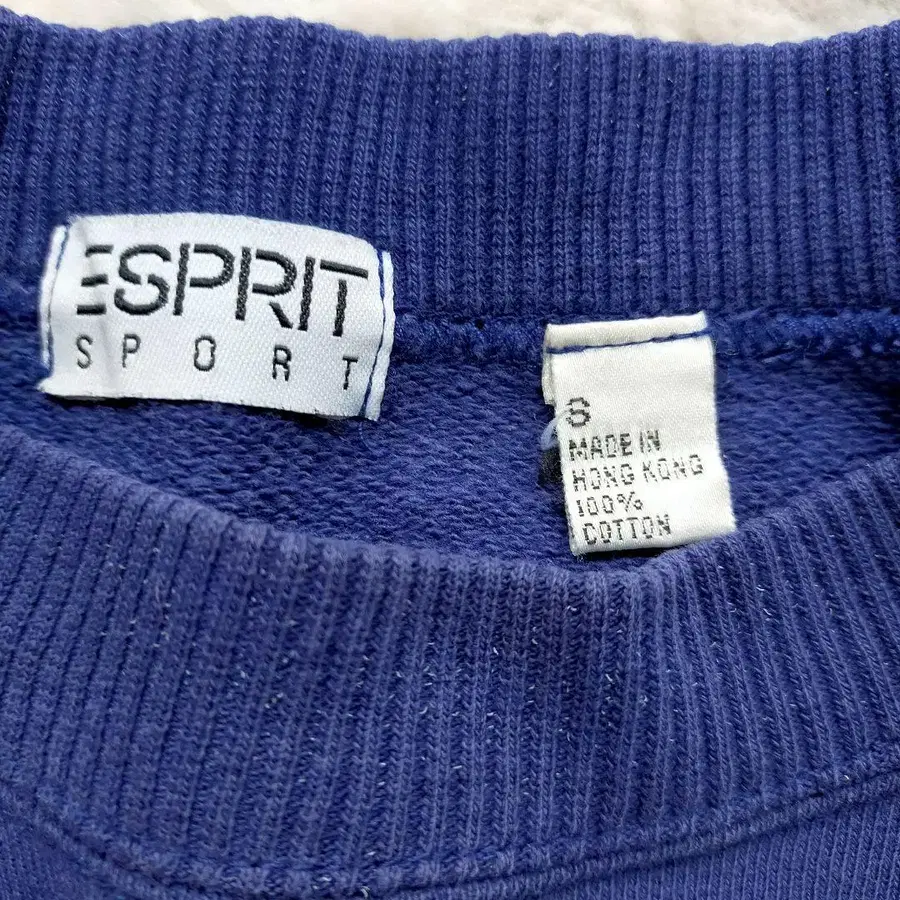 ESPRIT
SPORT
S
MADE IN
HONG KONG
100%
COTTON